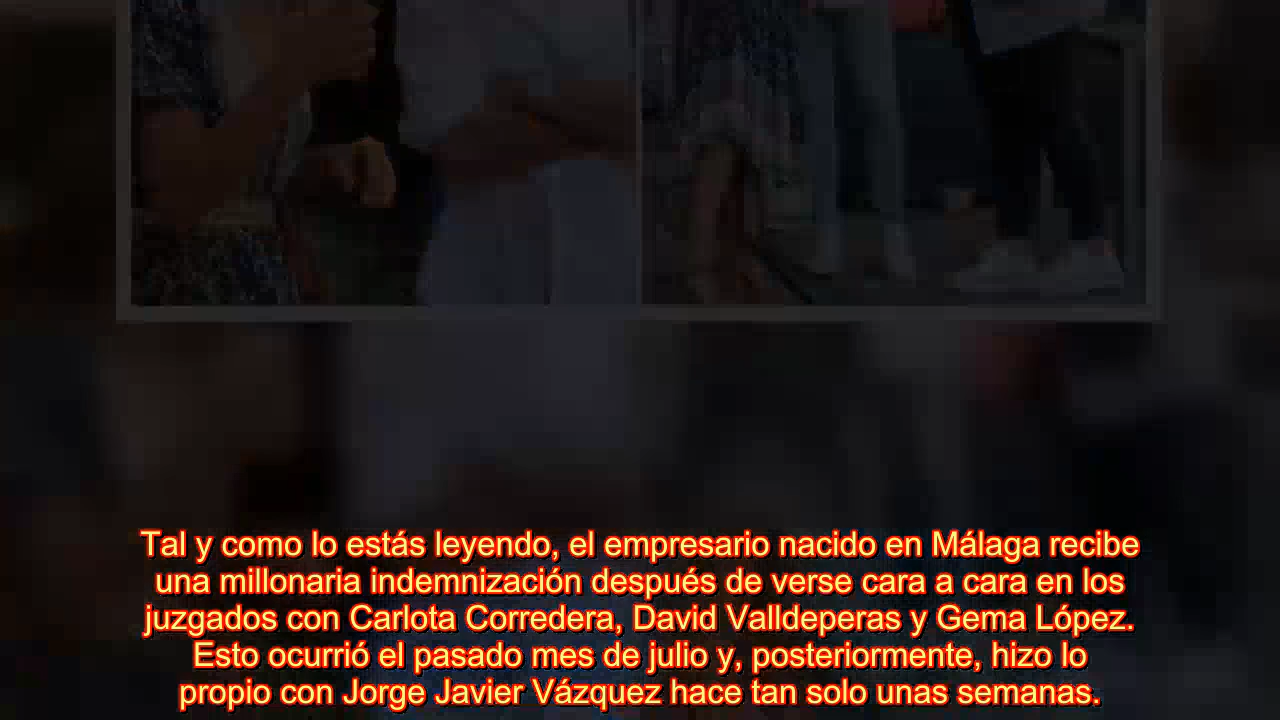 Tal y como lo estás leyendo, el empresario nacido en Málaga recibe
una millonaria indemnización después de verse cara a cara en los
juzgados con Carlota Corredera, David Valldeperas y Gema López.
Esto ocurrió el pasado mes de julio y, posteriormente, hizo lo
propio con Jorge Javier Vázquez hace tan solo unas semanas.